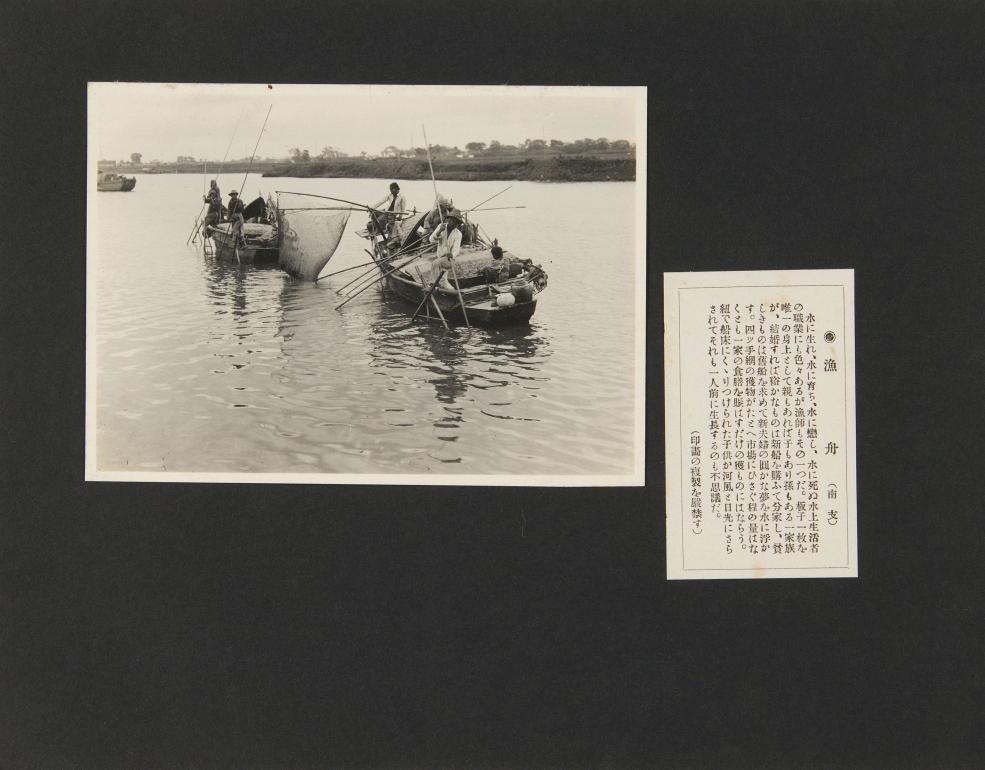 ◉漁舟（南支）
水に生れ、水に育ち、水に戀し、水に死ぬ水上生活者
の職業にも色々あるが漁師もその一つだ。板子一枚を
唯一の身上として親もあれば子もあり孫もある一家族
が、結婚すれば裕かなものは新船を購ふて分家し、貧
しきものは舊船を求めて新夫婦の圓かな夢を水に浮か
す。四ツ手網の獲物がたとへ市場にひさぐ程の量はな
くとも一家の食膳を賑はすだけの獲ものにはならう。
紐で船床にくゝりつけられた子供が河風と日光にさら
されてそれも一人前に生長するのも不思議だ。
（印畫の複製を嚴禁す）